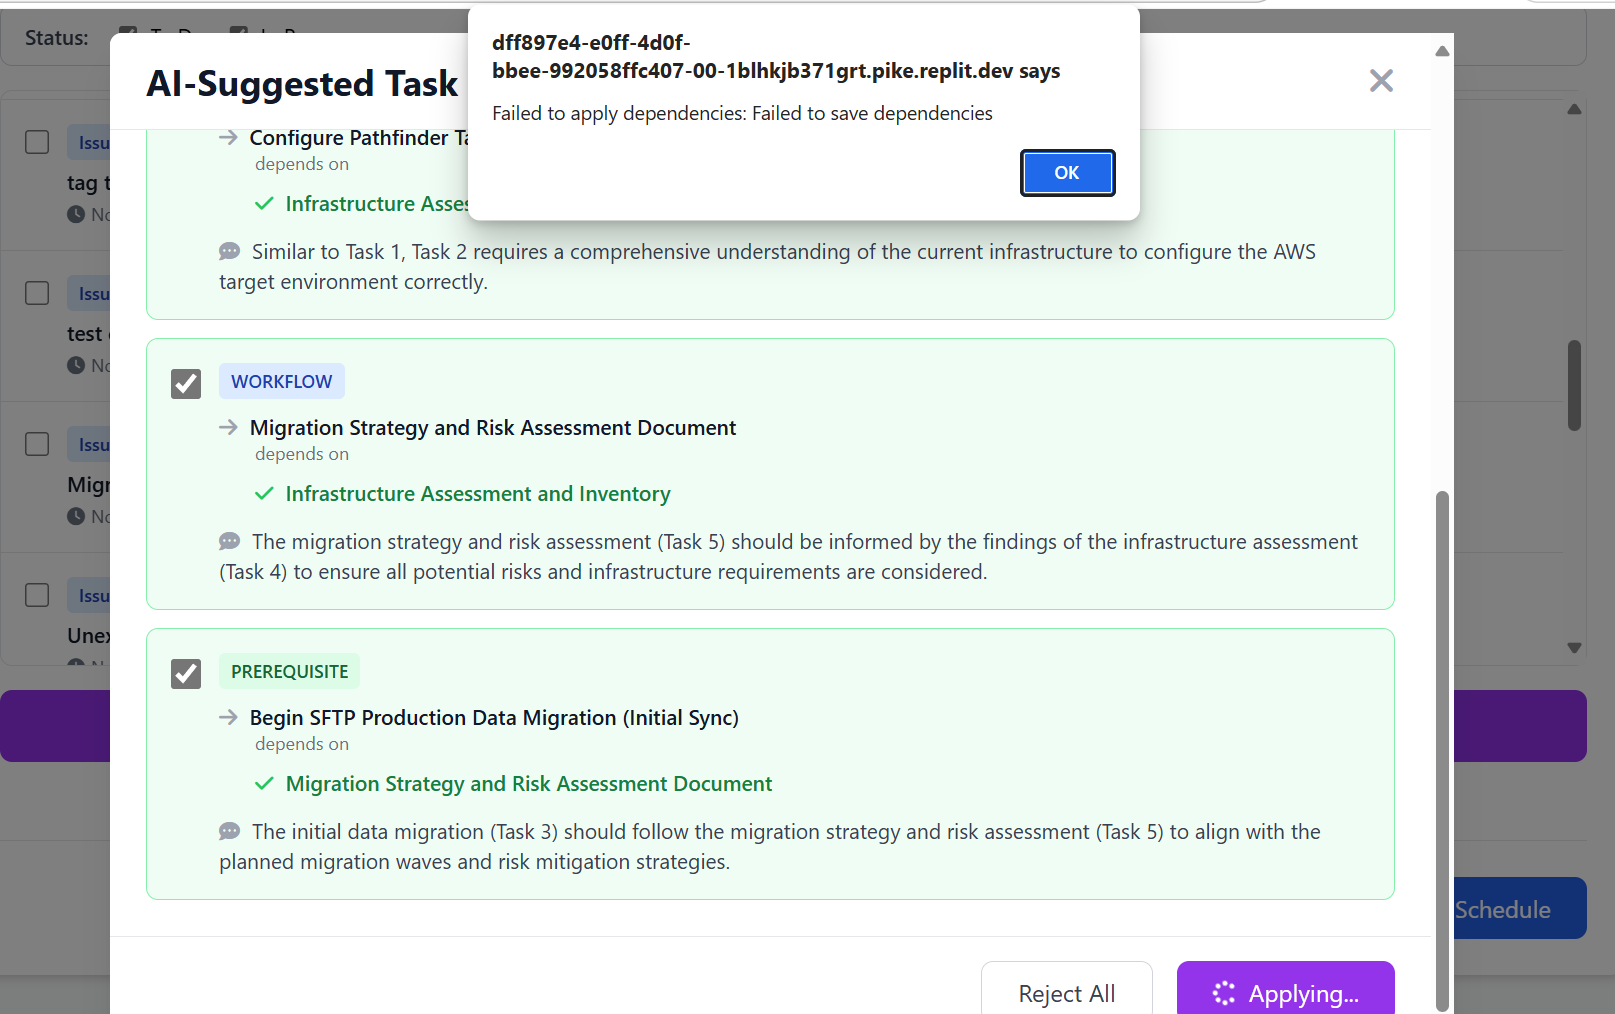 Status:
dff897e4-e0ff-4d0f-
bbee-992058ffc407-00-1blhkjb371grt.pike.replit.dev says
Failed to apply dependencies: Failed to save dependencies
OK
AI-Suggested Task
Configure Pathfinder
depends on
Infrastructure
Similar to Task 1, Task 2 requires a comprehensive understanding of the current infrastructure to configure the AWS
target environment correctly.
WORKFLOW
Migration Strategy and Risk Assessment Document
depends on
Infrastructure Assessment and Inventory
The migration strategy and risk assessment (Task 5) should be informed by the findings of the infrastructure assessment
(Task 4) to ensure all potential risks and infrastructure requirements are considered.
PREREQUISITE
Begin SFTP Production Data Migration (Initial Sync)
depends on
Migration Strategy and Risk Assessment Document
The initial data migration (Task 3) should follow the migration strategy and risk assessment (Task 5) to align with the
planned migration waves and risk mitigation strategies.
Reject All
Applying...
Issu
tag t
No
Issu
test
No
Issu
Migr
No
Issu
Unex
Schedule